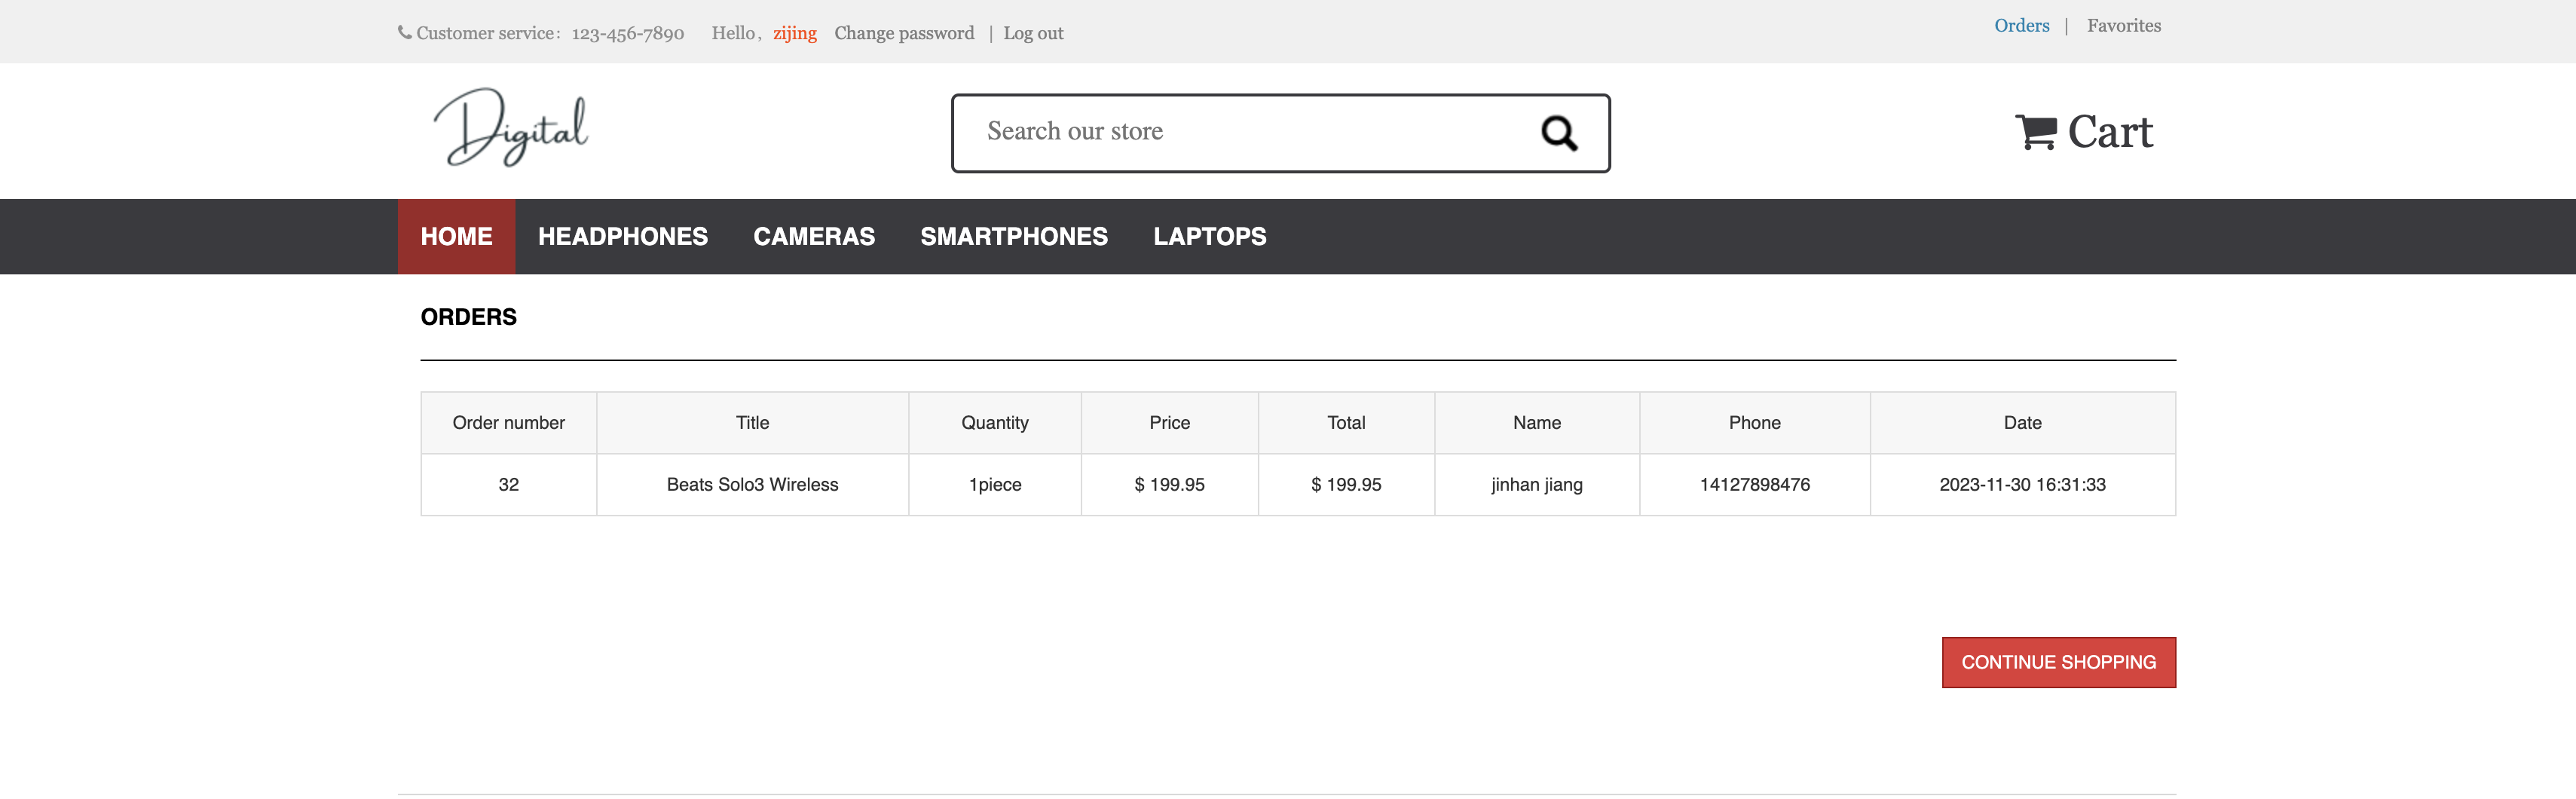 Customer service： 123-456-7890 Hello， zijing Change password | Log out Orders | Favorites
Digital Search our store Cart
HOME HEADPHONES CAMERAS SMARTPHONES LAPTOPS
ORDERS
Order number Title Quantity Price Total Name Phone Date
32 Beats Solo3 Wireless 1piece $ 199.95 $ 199.95 jinhan jiang 14127898476 2023-11-30 16:31:33
CONTINUE SHOPPING